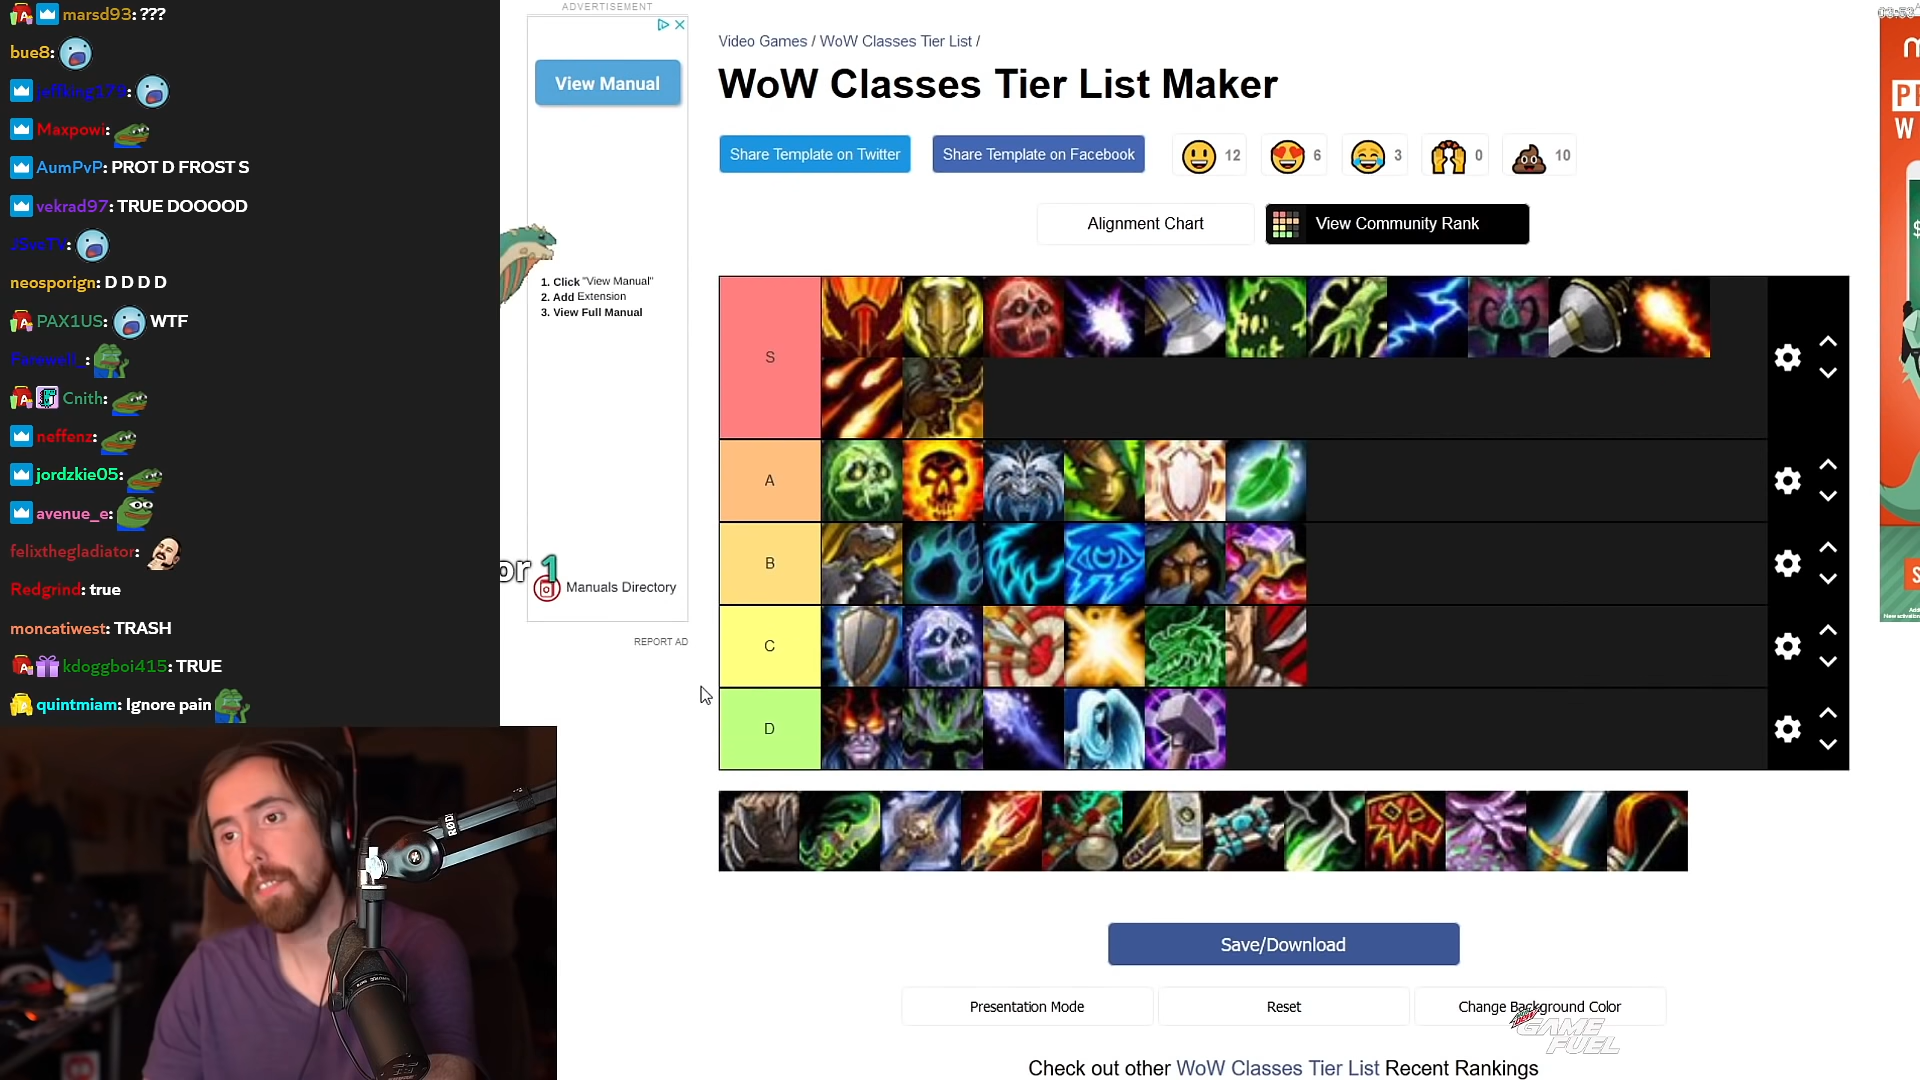 marsd93: ???
bue8:
jeffking179:
Maxpowi:
AumPvP: PROT D FROST S
vekrad97: TRUE DOOOOD
neosporign: D D D D
PAX1US: WTF
Cnith:
neffenz:
jordzkie05:
avenue_e:
felixthegladiator:
Redgrind: true
moncatiwest: TRASH
kdoggboi415: TRUE
quintmiam: Ignore pain
ADVERTISEMENT
View Manual
1. Click "View Manual"
2. Add Extension
3. View Full Manual
or 1
Manuals Directory
REPORT AD
Video Games / WoW Classes Tier List /
WoW Classes Tier List Maker
Share Template on Twitter
Share Template on Facebook
12
6
3
0
10
Alignment Chart
View Community Rank
S
A
B
C
D
Save/Download
Presentation Mode
Reset
Change Background Color
GAME FUEL
Check out other WoW Classes Tier List Recent Rankings
W
$
RØDE